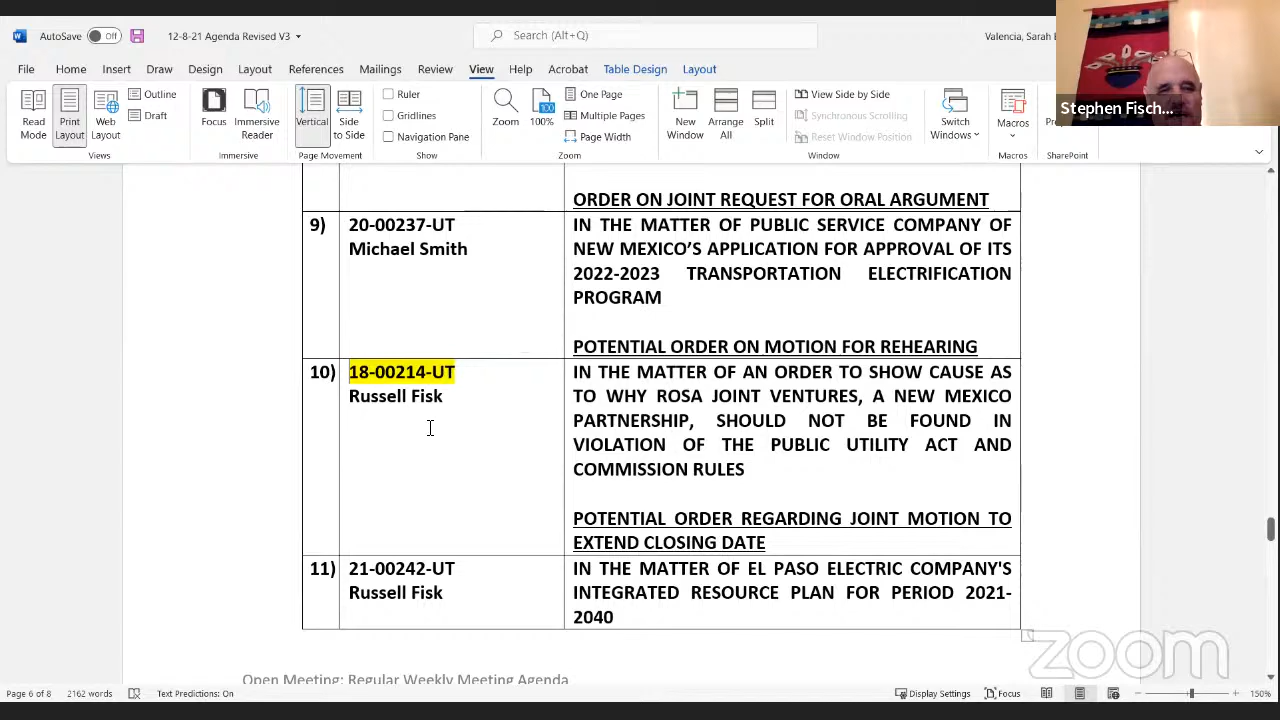 AutoSave Off 12-8-21 Agenda Revised V3 Search (Alt+Q) Valencia, Sarah
File Home Insert Draw Design Layout References Mailings Review View Help Acrobat Table Design Layout
Read Mode
Print Layout
Web Layout
Outline
Draft
Views
Focus
Immersive Reader
Immersive
Vertical
Side to Side
Page Movement
Ruler
Gridlines
Navigation Pane
Show
Zoom
100%
One Page
Multiple Pages
Page Width
Zoom
New Window
Arrange All
Split
View Side by Side
Synchronous Scrolling
Reset Window Position
Window
Switch Windows
Macros
Macros
SharePoint
Stephen Fisch...
ORDER ON JOINT REQUEST FOR ORAL ARGUMENT
9) 20-00237-UT
Michael Smith
IN THE MATTER OF PUBLIC SERVICE COMPANY OF
NEW MEXICO’S APPLICATION FOR APPROVAL OF ITS
2022-2023 TRANSPORTATION ELECTRIFICATION
PROGRAM
POTENTIAL ORDER ON MOTION FOR REHEARING
10) 18-00214-UT
Russell Fisk
IN THE MATTER OF AN ORDER TO SHOW CAUSE AS
TO WHY ROSA JOINT VENTURES, A NEW MEXICO
PARTNERSHIP, SHOULD NOT BE FOUND IN
VIOLATION OF THE PUBLIC UTILITY ACT AND
COMMISSION RULES
POTENTIAL ORDER REGARDING JOINT MOTION TO
EXTEND CLOSING DATE
11) 21-00242-UT
Russell Fisk
IN THE MATTER OF EL PASO ELECTRIC COMPANY'S
INTEGRATED RESOURCE PLAN FOR PERIOD 2021-
2040
Open Meeting: Regular Weekly Meeting Agenda
zoom
Page 6 of 8 2162 words Text Predictions: On Display Settings Focus 150%